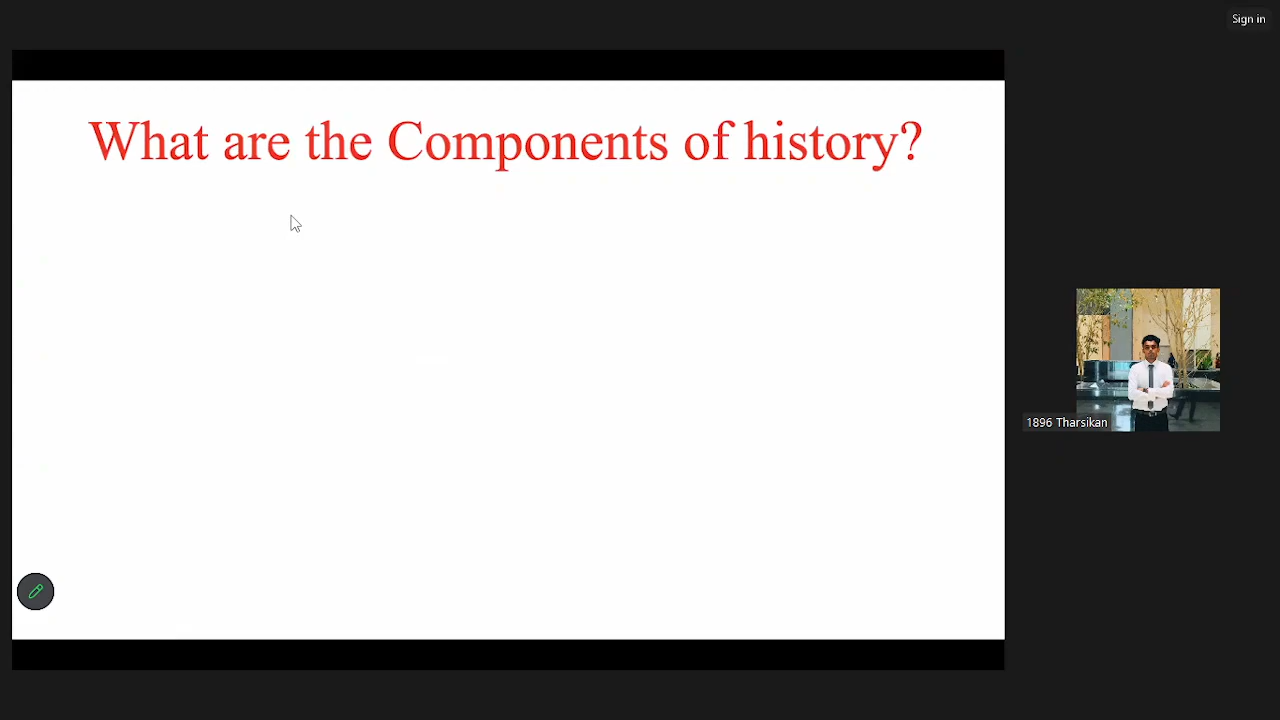 Sign in
What are the Components of history?
1896 Tharsikan